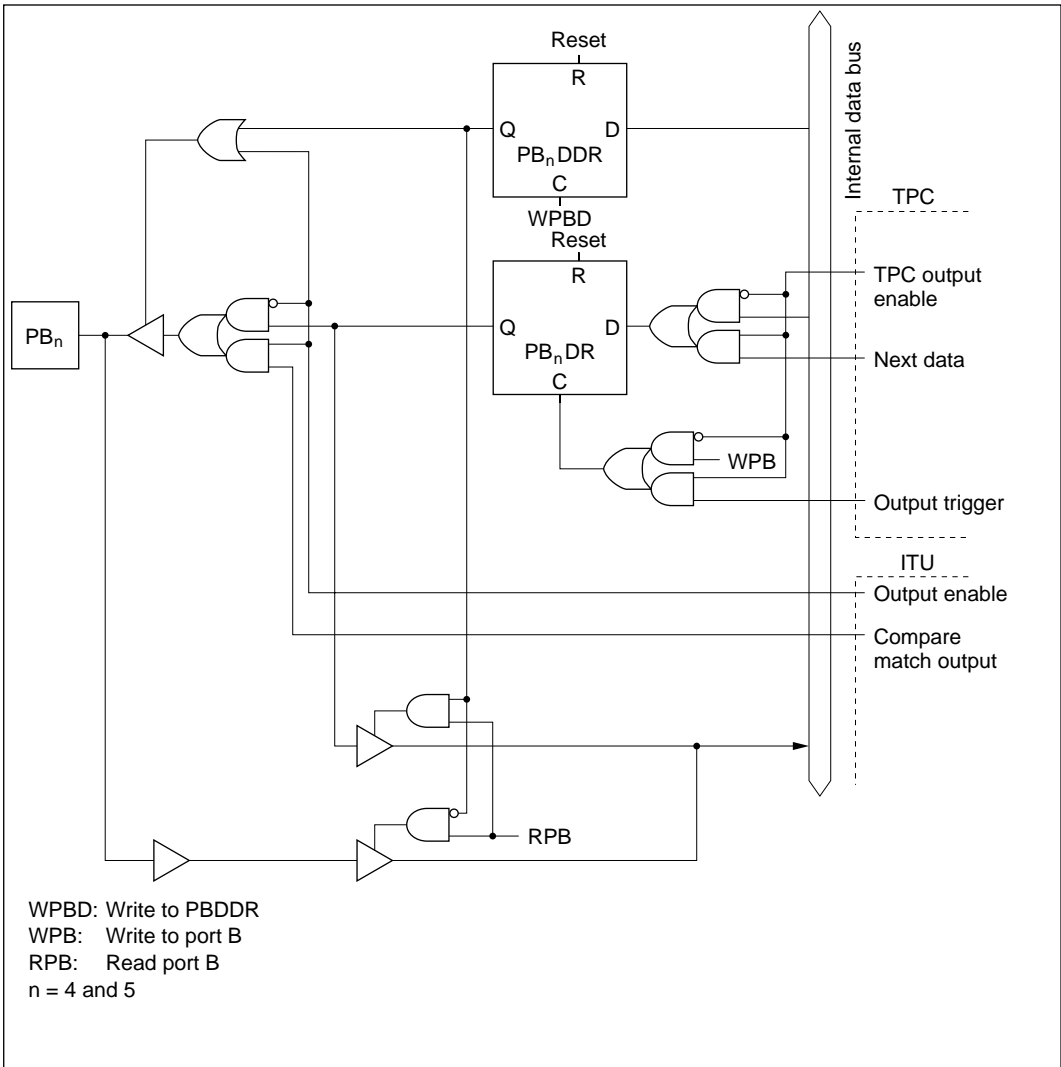 Reset
R
Q
D
PBnDDR
C
WPBD
Internal data bus
TPC
Reset
R
TPC output
enable
PBn
Q
D
PBnDR
C
Next data
WPB
Output trigger
ITU
Output enable
Compare
match output
RPB
WPBD: Write to PBDDR
WPB: Write to port B
RPB: Read port B
n = 4 and 5